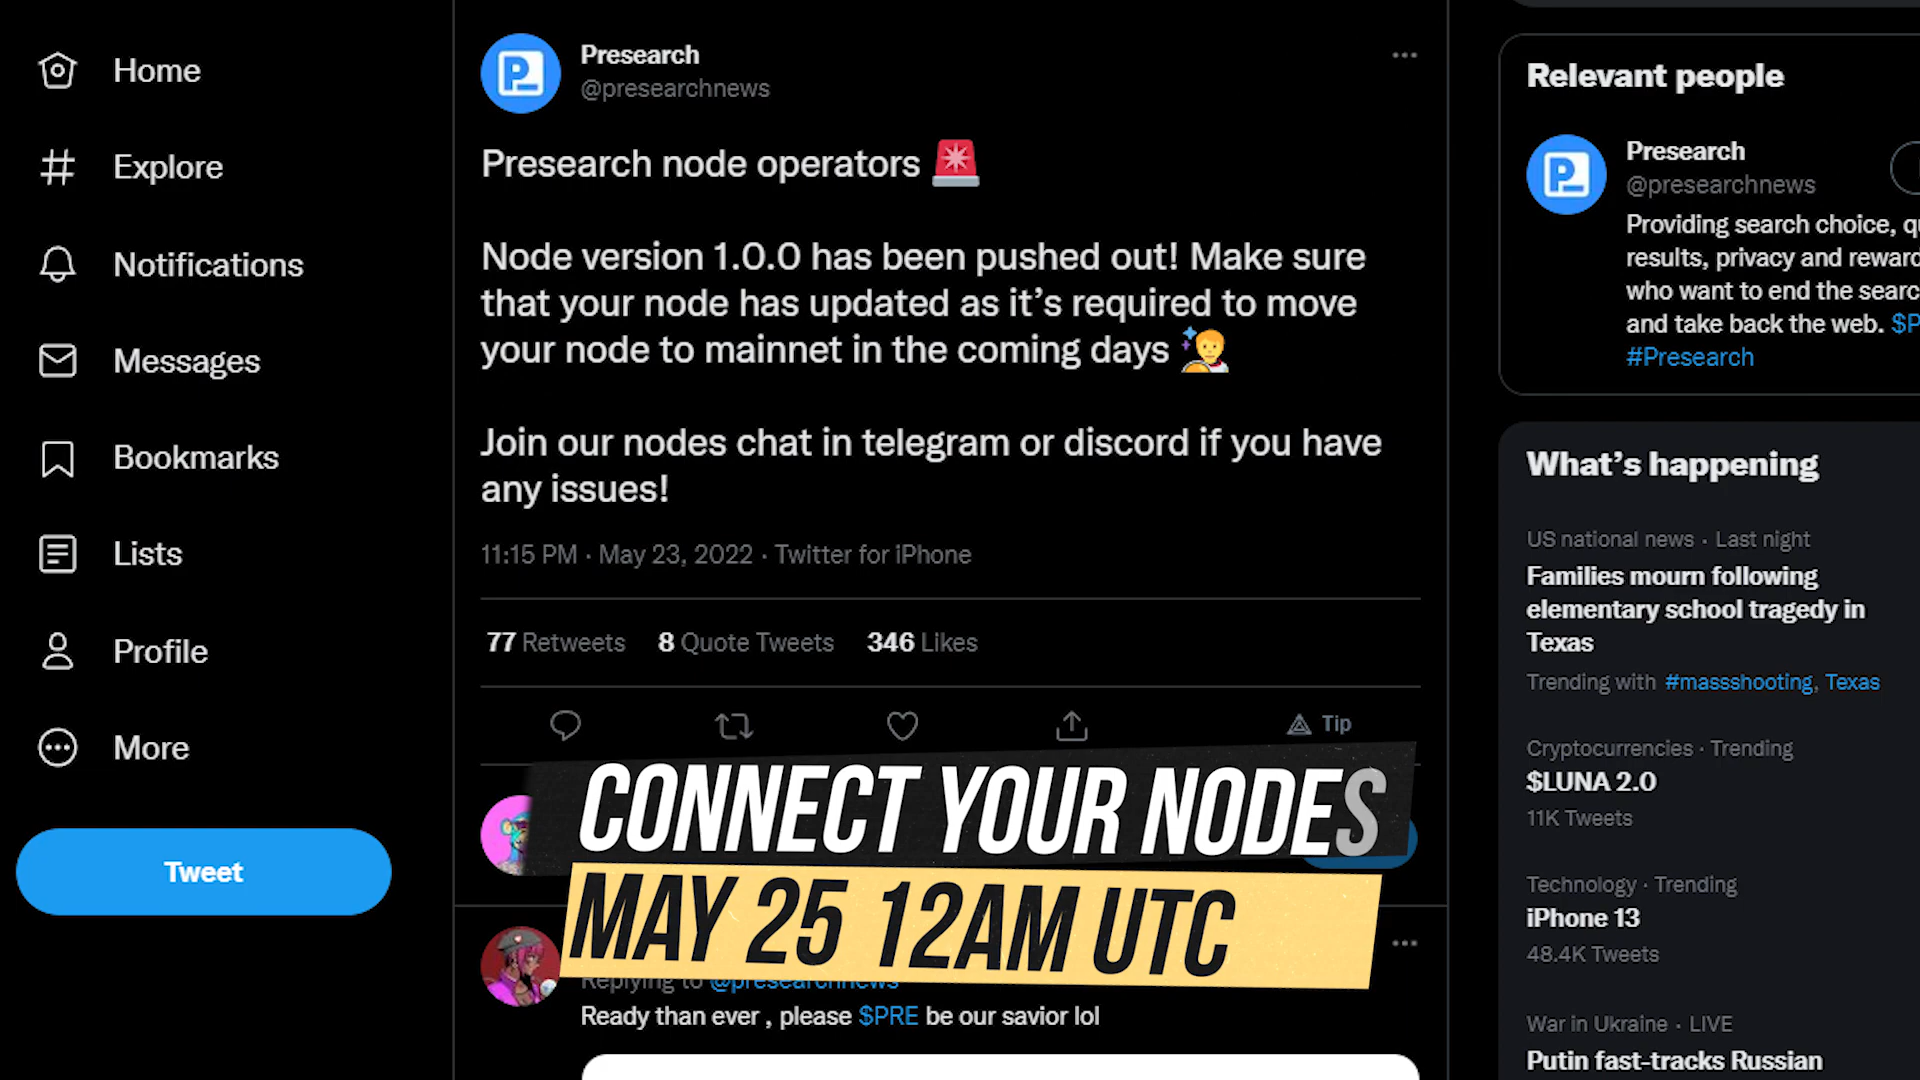 Home
Explore
Notifications
Messages
Bookmarks
Lists
Profile
More
Tweet
Presearch
@presearchnews
Presearch node operators
Node version 1.0.0 has been pushed out! Make sure
that your node has updated as it’s required to move
your node to mainnet in the coming days
Join our nodes chat in telegram or discord if you have
any issues!
11:15 PM · May 23, 2022 · Twitter for iPhone
77 Retweets 8 Quote Tweets 346 Likes
Tip
CONNECT YOUR NODES
MAY 25 12AM UTC
Replying to @presearchnews
Ready than ever , please $PRE be our savior lol
Relevant people
Presearch
@presearchnews
Providing search choice,
results, privacy and
who want to end the
and take back the web.
#Presearch
What’s happening
US national news · Last night
Families mourn following
elementary school tragedy in
Texas
Trending with #massshooting, Texas
Cryptocurrencies · Trending
$LUNA 2.0
11K Tweets
Technology · Trending
iPhone 13
48.4K Tweets
War in Ukraine · LIVE
Putin fast-tracks Russian